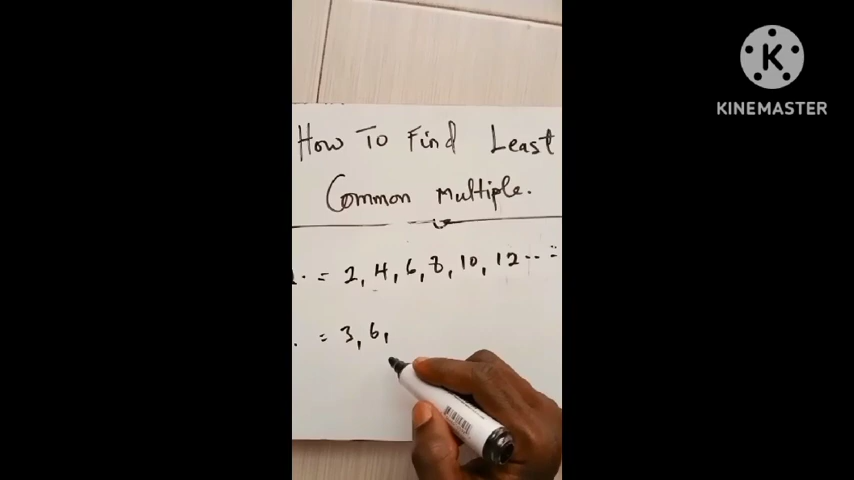 How To Find Least
Common Multiple.
. = 2, 4, 6, 8, 10, 12 .. =
. = 3, 6,
K
KINEMASTER